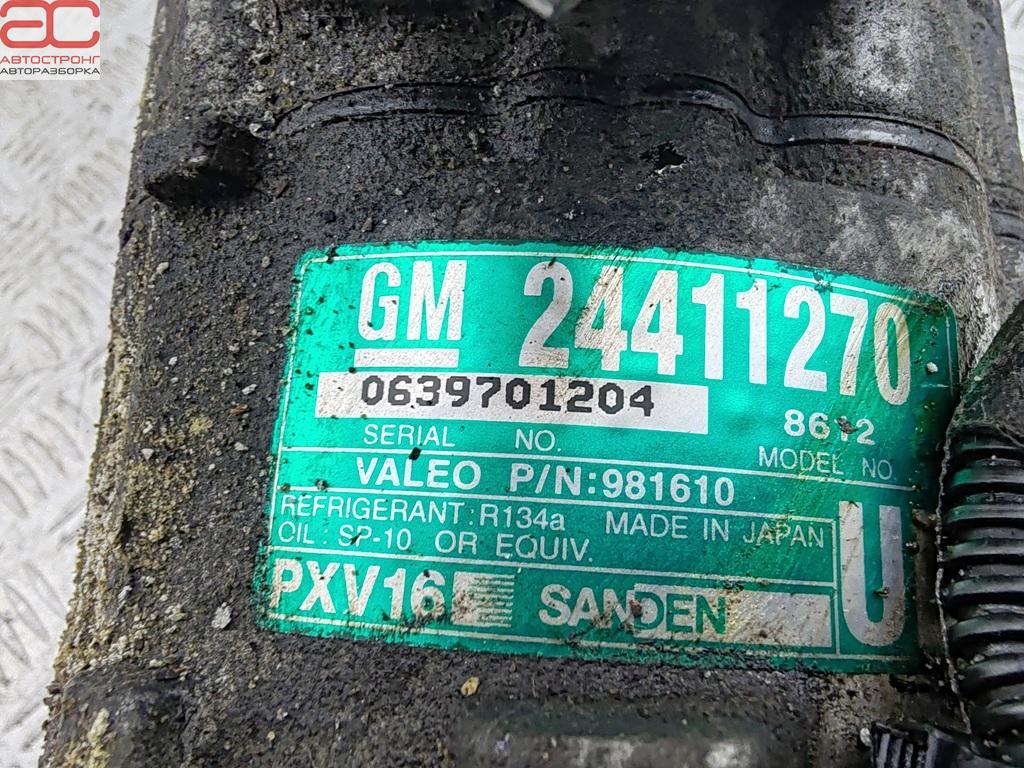 АС
АВТОСТРОНГ
АВТОРАЗБОРКА
GM 24411270
0639701204
8612
SERIAL NO.
MODEL NO.
VALEO P/N:981610
REFRIGERANT: R134a MADE IN JAPAN
OIL: SP-10 OR EQUIV.
U
PXV16 SANDEN